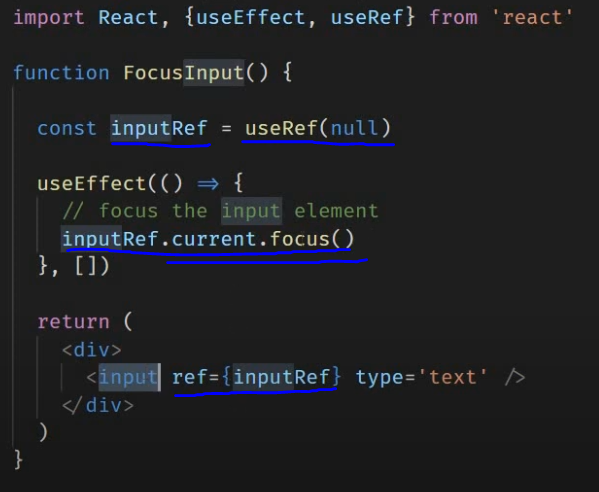 import React, {useEffect, useRef} from 'react'
function FocusInput() {
const inputRef = useRef(null)
useEffect(() => {
// focus the input element
inputRef.current.focus()
}, [])
return (
<div>
<input ref={inputRef} type='text' />
</div>
)
}